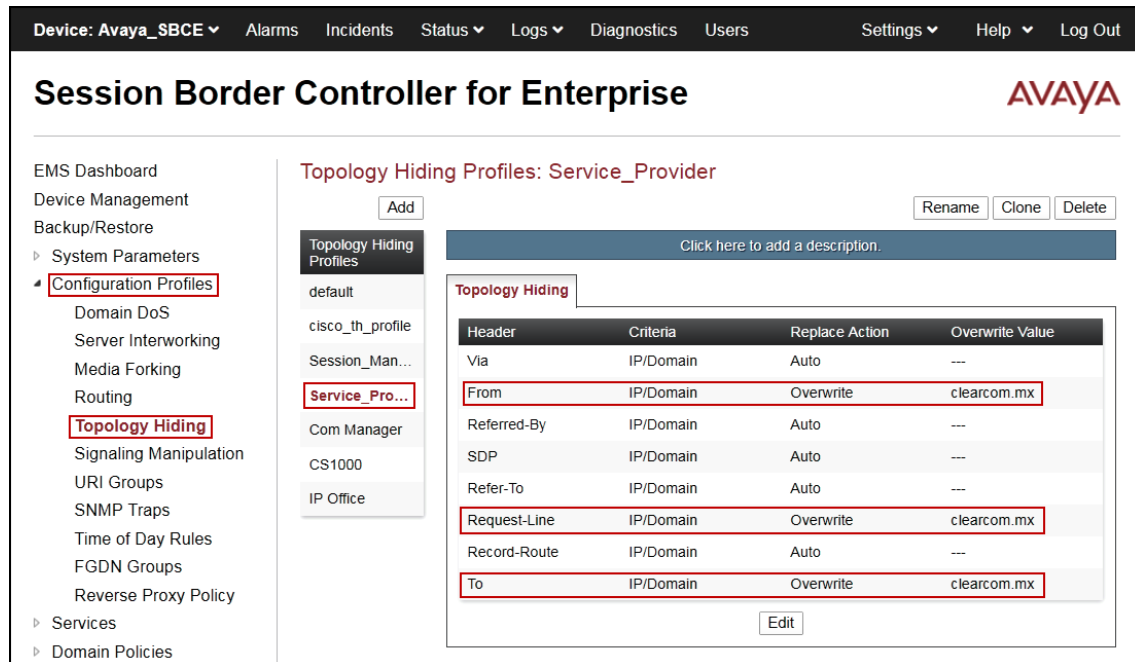 Device: Avaya_SBCE Alarms Incidents Status Logs Diagnostics Users Settings Help Log Out
Session Border Controller for Enterprise
AVAYA
EMS Dashboard
Device Management
Backup/Restore
System Parameters
Configuration Profiles
Domain DoS
Server Interworking
Media Forking
Routing
Topology Hiding
Signaling Manipulation
URI Groups
SNMP Traps
Time of Day Rules
FGDN Groups
Reverse Proxy Policy
Services
Domain Policies
Topology Hiding Profiles: Service_Provider
Add
Rename Clone Delete
Topology Hiding
Profiles
default
cisco_th_profile
Session_Man...
Service_Pro...
Com Manager
CS1000
IP Office
Click here to add a description.
Topology Hiding
Header Criteria Replace Action Overwrite Value
Via IP/Domain Auto ---
From IP/Domain Overwrite clearcom.mx
Referred-By IP/Domain Auto ---
SDP IP/Domain Auto ---
Refer-To IP/Domain Auto ---
Request-Line IP/Domain Overwrite clearcom.mx
Record-Route IP/Domain Auto ---
To IP/Domain Overwrite clearcom.mx
Edit